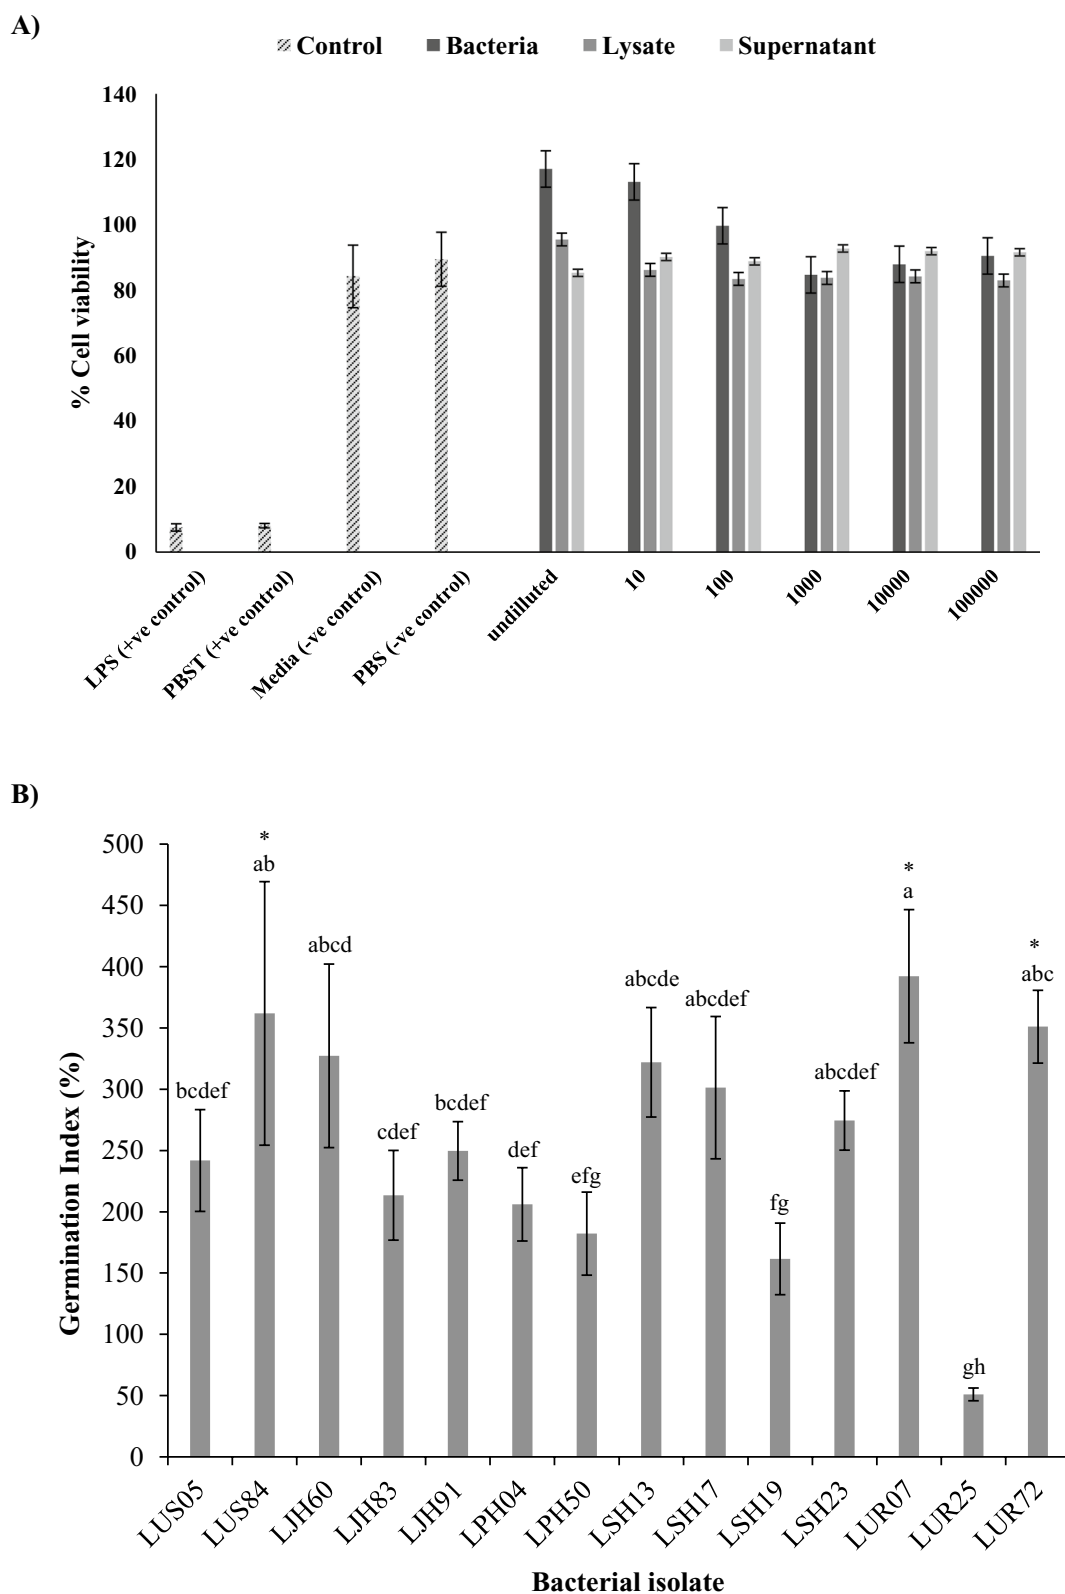 A)
Control Bacteria Lysate Supernatant
140
120
100
80
60
40
20
0
% Cell viability
LPS (+ve control)
PBST (+ve control)
Media (-ve control)
PBS (-ve control)
undilluted
10
100
1000
10000
100000
B)
500
450
400
350
300
250
200
150
100
50
0
Germination Index (%)
bcdef
*
ab
abcd
cdef
bcdef
def
efg
abcde
abcdef
fg
abcdef
*
a
gh
*
abc
LUS05
LUS84
LJH60
LJH83
LJH91
LPH04
LPH50
LSH13
LSH17
LSH19
LSH23
LUR07
LUR25
LUR72
Bacterial isolate